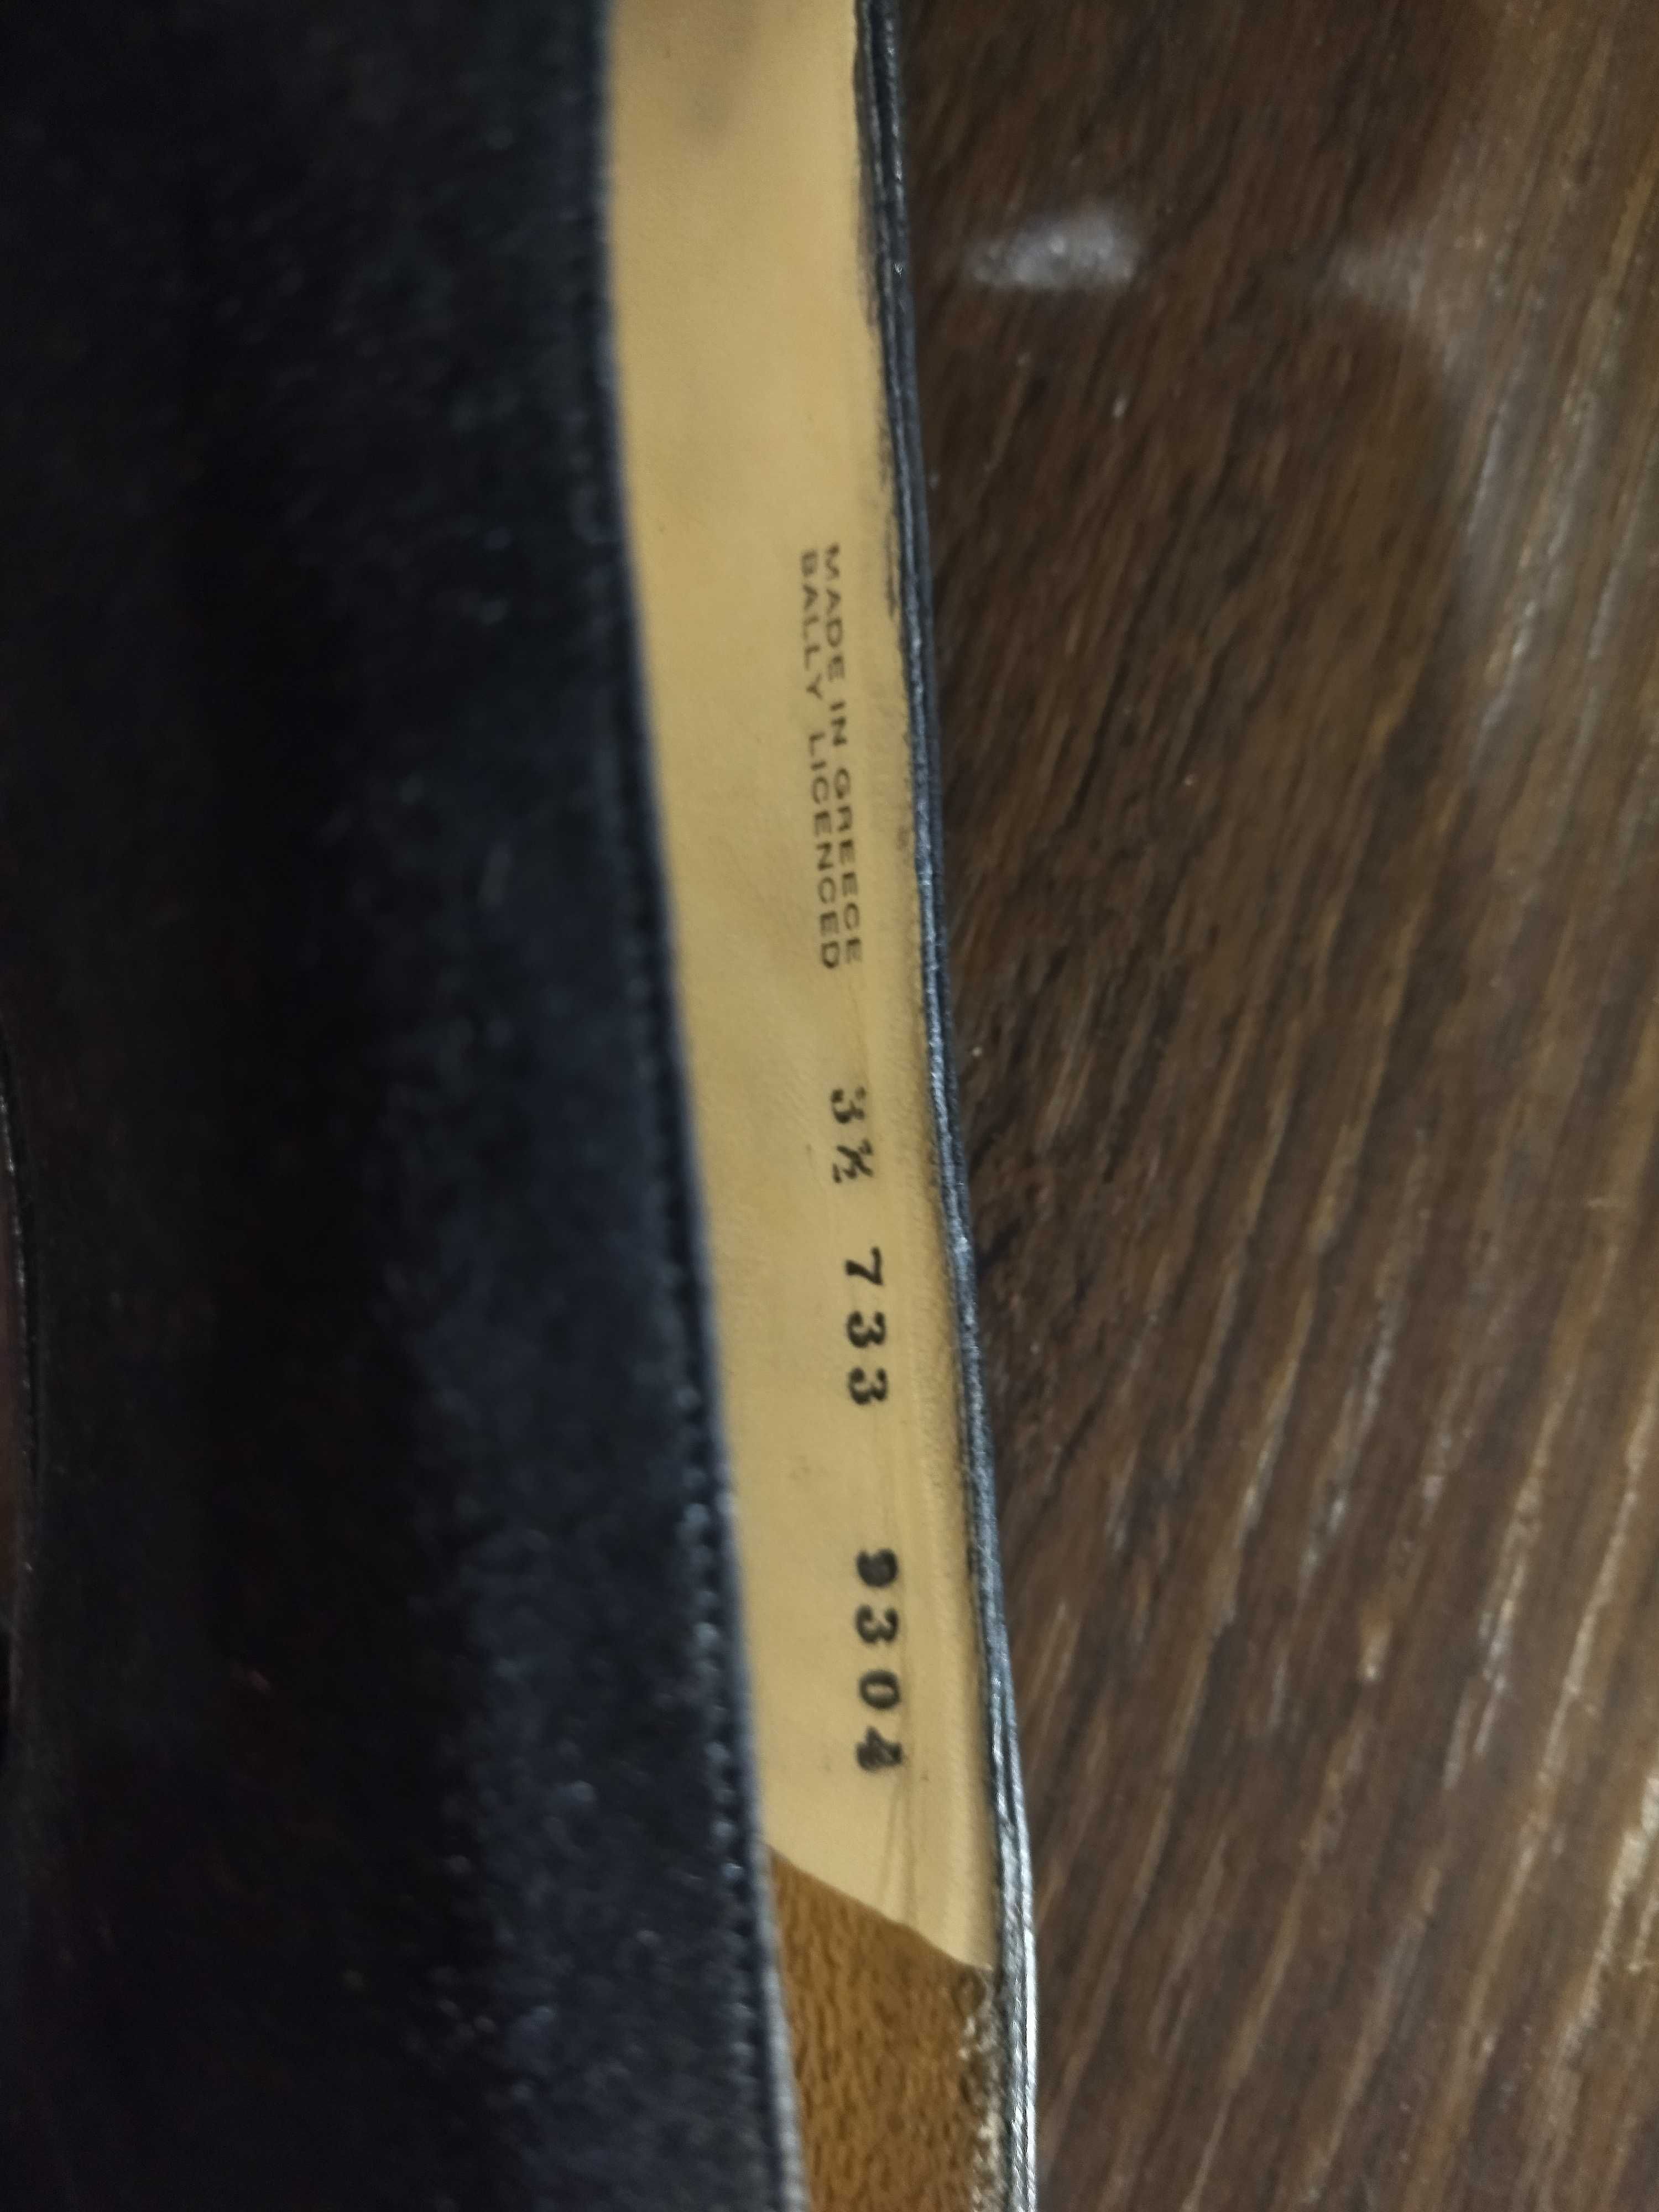 MADE IN GREECE
BALLY LICENCED
3½ 733 9304